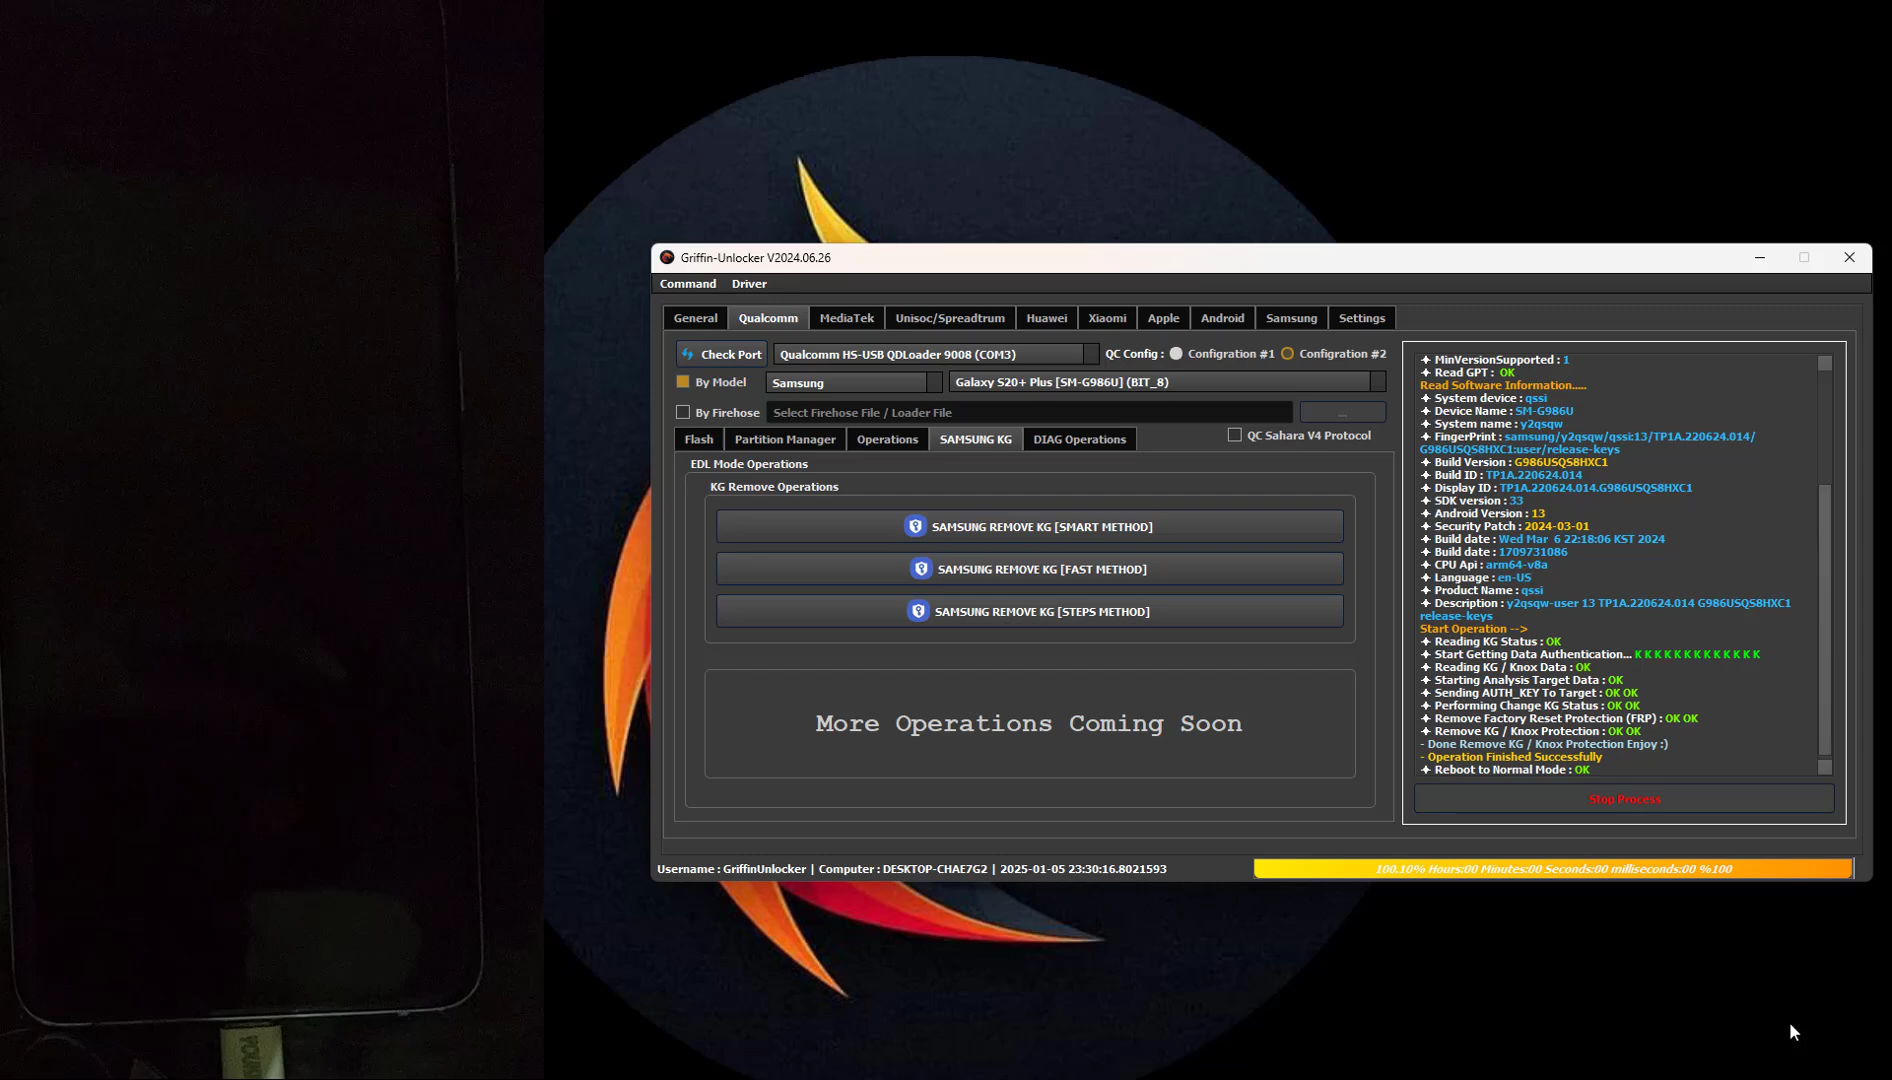 Griffin-Unlocker V2024.06.26
Command Driver
General Qualcomm MediaTek Unisoc/Spreadtrum Huawei Xiaomi Apple Android Samsung Settings
Check Port Qualcomm HS-USB QDLoader 9008 (COM3) QC Config : Configration #1 Configration #2
By Model Samsung Galaxy S20+ Plus [SM-G986U] (BIT_8)
By Firehose Select Firehose File / Loader File ...
Flash Partition Manager Operations SAMSUNG KG DIAG Operations QC Sahara V4 Protocol
EDL Mode Operations
KG Remove Operations
SAMSUNG REMOVE KG [SMART METHOD]
SAMSUNG REMOVE KG [FAST METHOD]
SAMSUNG REMOVE KG [STEPS METHOD]
More Operations Coming Soon
MinVersionSupported : 1
Read GPT : OK
Read Software Information.....
System device : qssi
Device Name : SM-G986U
System name : y2qsqw
FingerPrint : samsung/y2qsqw/qssi:13/TP1A.220624.014/
G986USQS8HXC1:user/release-keys
Build Version : G986USQS8HXC1
Build ID : TP1A.220624.014
Display ID : TP1A.220624.014.G986USQS8HXC1
SDK version : 33
Android Version : 13
Security Patch : 2024-03-01
Build date : Wed Mar 6 22:18:06 KST 2024
Build date : 1709731086
CPU Api : arm64-v8a
Language : en-US
Product Name : qssi
Description : y2qsqw-user 13 TP1A.220624.014 G986USQS8HXC1
release-keys
Start Operation -->
Reading KG Status : OK
Start Getting Data Authentication... K K K K K K K K K K K K K
Reading KG / Knox Data : OK
Starting Analysis Target Data : OK
Sending AUTH_KEY To Target : OK OK
Performing Change KG Status : OK OK
Remove Factory Reset Protection (FRP) : OK OK
Remove KG / Knox Protection : OK OK
- Done Remove KG / Knox Protection Enjoy :)
- Operation Finished Successfully
Reboot to Normal Mode : OK
Stop Process
Username : GriffinUnlocker | Computer : DESKTOP-CHAE7G2 | 2025-01-05 23:30:16.8021593
100.10% Hours:00 Minutes:00 Seconds:00 milliseconds:00 %100